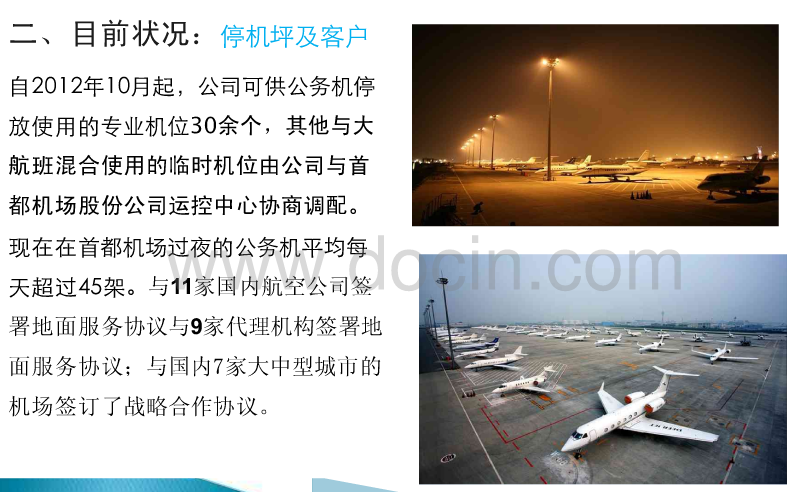 二、目前状况：停机坪及客户
自2012年10月起，公司可供公务机停
放使用的专业机位30余个，其他与大
航班混合使用的临时机位由公司与首
都机场股份公司运控中心协商调配。
现在在首都机场过夜的公务机平均每
天超过45架。与11家国内航空公司签
署地面服务协议与9家代理机构签署地
面服务协议；与国内7家大中型城市的
机场签订了战略合作协议。
www.docin.com
DEER JET